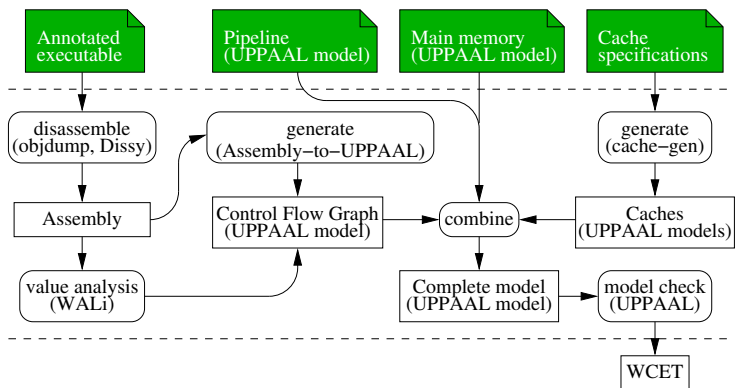 Annotated
executable
Pipeline
(UPPAAL model)
Main memory
(UPPAAL model)
Cache
specifications
disassemble
(objdump, Dissy)
generate
(Assembly−to−UPPAAL)
generate
(cache−gen)
Assembly
Control Flow Graph
(UPPAAL model)
combine
Caches
(UPPAAL models)
value analysis
(WALi)
Complete model
(UPPAAL model)
model check
(UPPAAL)
WCET